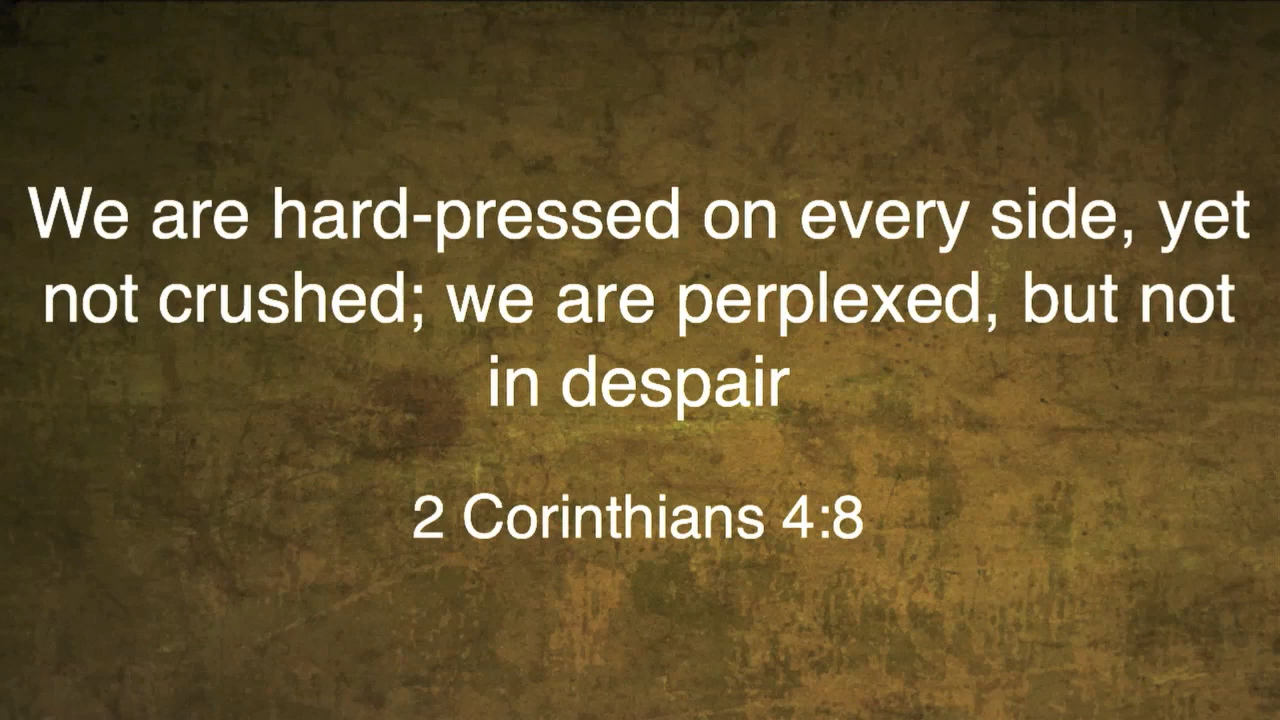 We are hard-pressed on every side, yet
not crushed; we are perplexed, but not
in despair
2 Corinthians 4:8